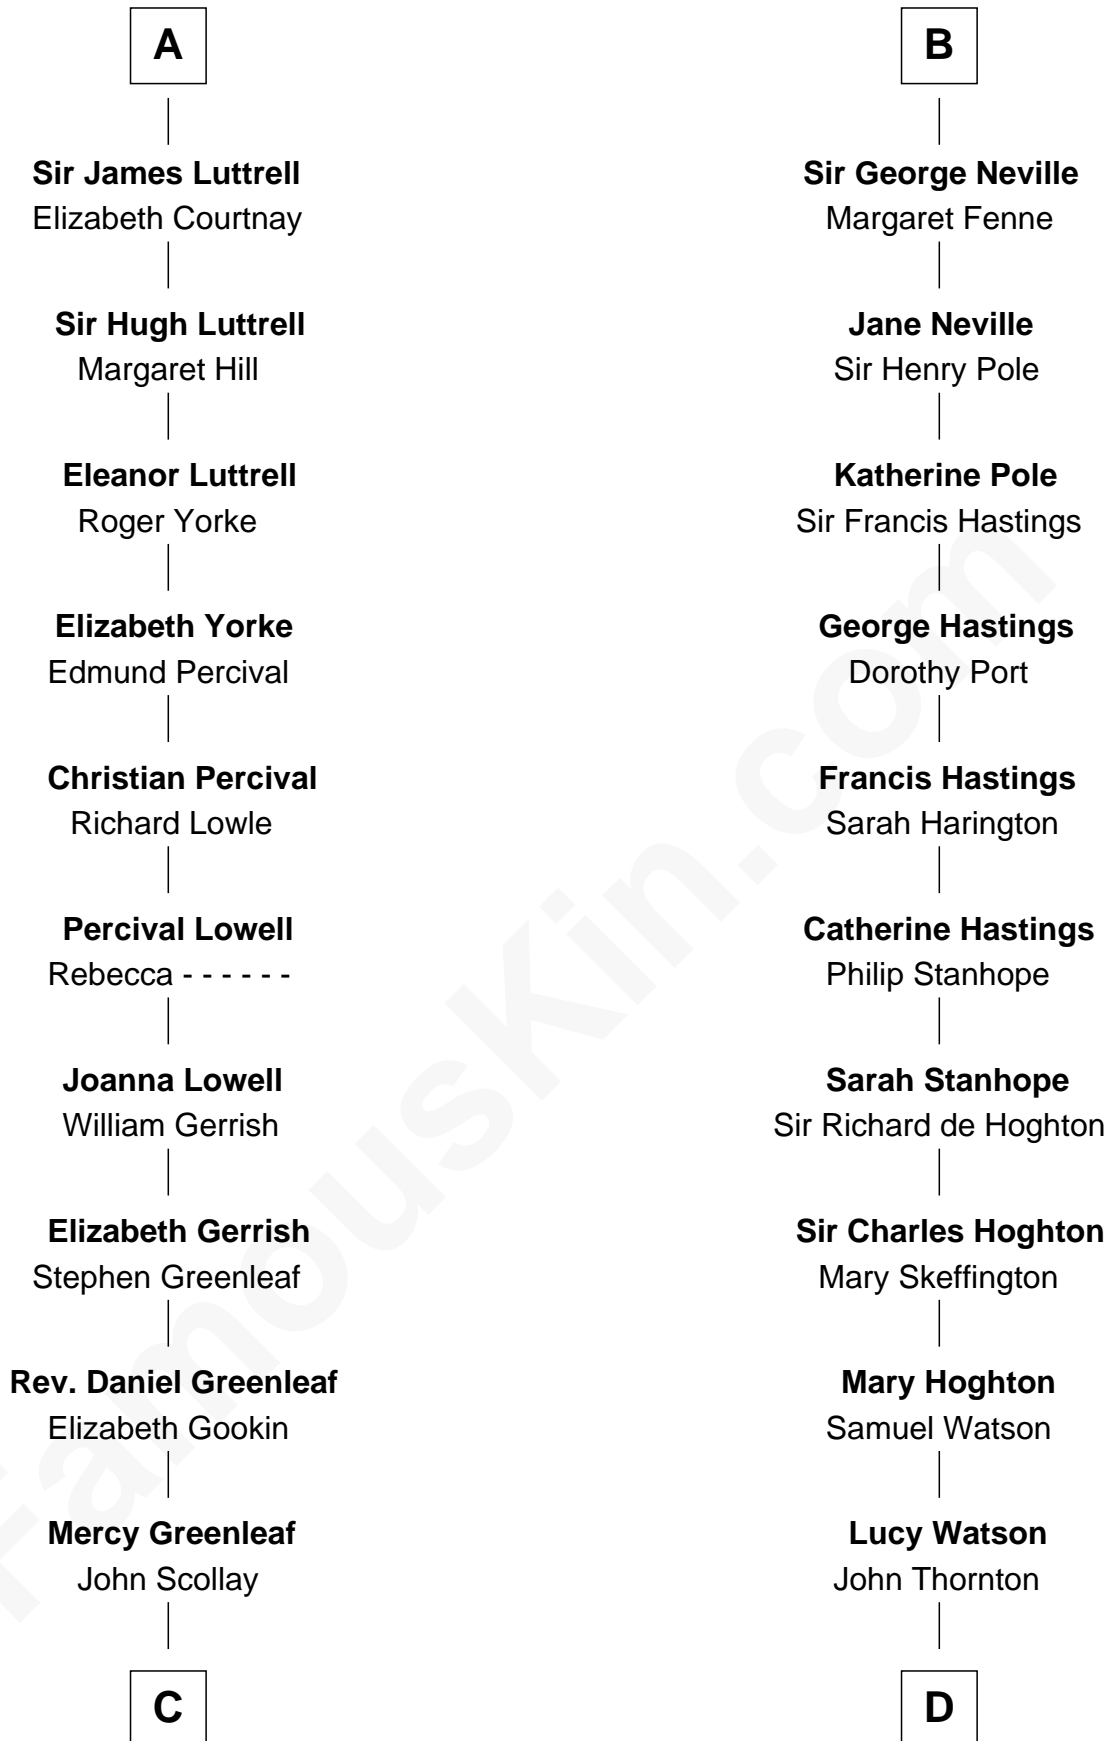 A
Sir James Luttrell
Elizabeth Courtnay
Sir Hugh Luttrell
Margaret Hill
Eleanor Luttrell
Roger Yorke
Elizabeth Yorke
Edmund Percival
Christian Percival
Richard Lowle
Percival Lowell
Rebecca - - - - - -
Joanna Lowell
William Gerrish
Elizabeth Gerrish
Stephen Greenleaf
Rev. Daniel Greenleaf
Elizabeth Gookin
Mercy Greenleaf
John Scollay
C
B
Sir George Neville
Margaret Fenne
Jane Neville
Sir Henry Pole
Katherine Pole
Sir Francis Hastings
George Hastings
Dorothy Port
Francis Hastings
Sarah Harington
Catherine Hastings
Philip Stanhope
Sarah Stanhope
Sir Richard de Hoghton
Sir Charles Hoghton
Mary Skeffington
Mary Hoghton
Samuel Watson
Lucy Watson
John Thornton
D
FamousKin.com